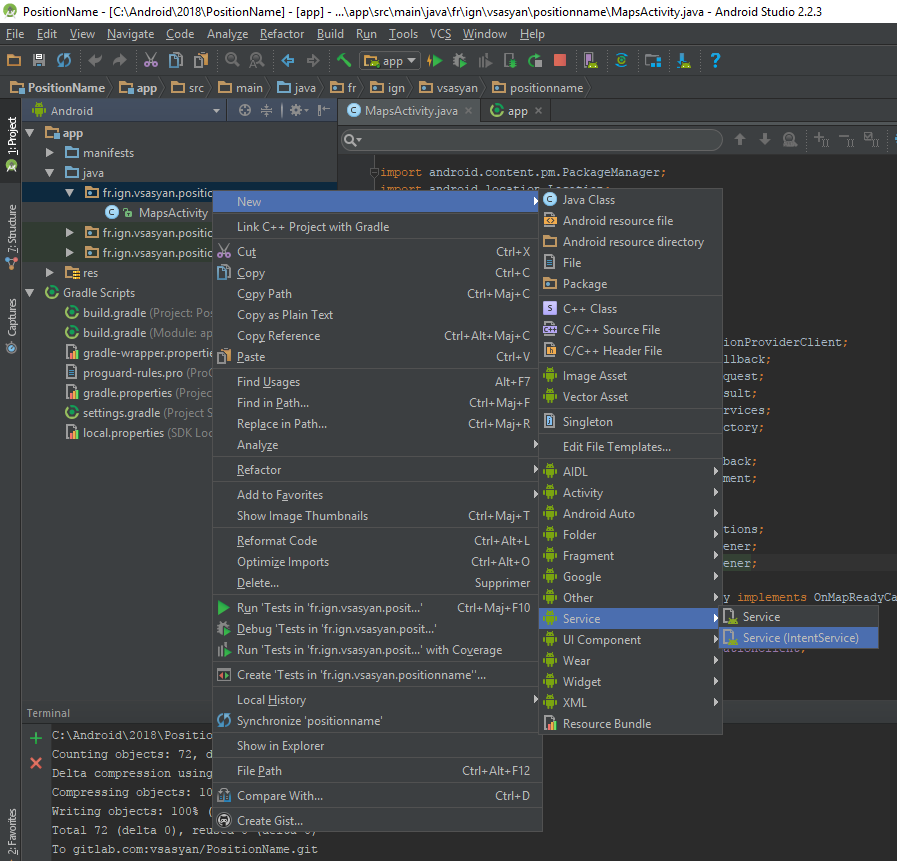 PositionName - [C:\Android\2018\PositionName] - [app] - ...\app\src\main\java\fr\ign\vsasyan\positionname\MapsActivity.java - Android Studio 2.2.3
File Edit View Navigate Code Analyze Refactor Build Run Tools VCS Window Help
app
PositionName app src main java fr ign vsasyan positionname
1: Project
7: Structure
Captures
2: Favorites
Android
app
manifests
java
fr.ign.vsasyan.positio
MapsActivity
fr.ign.vsasyan.positio
fr.ign.vsasyan.positio
res
Gradle Scripts
build.gradle (Project: Pos
build.gradle (Module: ap
gradle-wrapper.propertie
proguard-rules.pro (ProG
gradle.properties (Project
settings.gradle (Project S
local.properties (SDK Loc
MapsActivity.java
app
import android.content.pm.PackageManager;
import android.location.Location;
ionProviderClient;
llback;
quest;
sult;
rvices;
ctory;
back;
ment;
tions;
ener;
ener;
y implements OnMapReadyCa
ationClient;
New
Link C++ Project with Gradle
Cut Ctrl+X
Copy Ctrl+C
Copy Path Ctrl+Maj+C
Copy as Plain Text
Copy Reference Ctrl+Alt+Maj+C
Paste Ctrl+V
Find Usages Alt+F7
Find in Path... Ctrl+Maj+F
Replace in Path... Ctrl+Maj+R
Analyze
Refactor
Add to Favorites
Show Image Thumbnails Ctrl+Maj+T
Reformat Code Ctrl+Alt+L
Optimize Imports Ctrl+Alt+O
Delete... Supprimer
Run 'Tests in 'fr.ign.vsasyan.posit...' Ctrl+Maj+F10
Debug 'Tests in 'fr.ign.vsasyan.posit...'
Run 'Tests in 'fr.ign.vsasyan.posit...' with Coverage
Create 'Tests in 'fr.ign.vsasyan.positionname''...
Local History
Synchronize 'positionname'
Show in Explorer
File Path Ctrl+Alt+F12
Compare With... Ctrl+D
Create Gist...
Java Class
Android resource file
Android resource directory
File
Package
C++ Class
C/C++ Source File
C/C++ Header File
Image Asset
Vector Asset
Singleton
Edit File Templates...
AIDL
Activity
Android Auto
Folder
Fragment
Google
Other
Service
UI Component
Wear
Widget
XML
Resource Bundle
Service
Service (IntentService)
Terminal
C:\Android\2018\Positio
Counting objects: 72, d
Delta compression using
Compressing objects: 10
Writing objects: 100% (
Total 72 (delta 0), reused 0 (delta 0)
To gitlab.com:vsasyan/PositionName.git